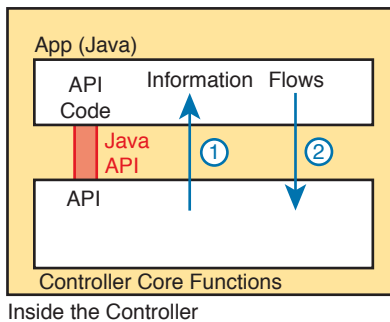 App (Java)
API
Code
Information
Flows
Java
API
1
2
API
Controller Core Functions
Inside the Controller